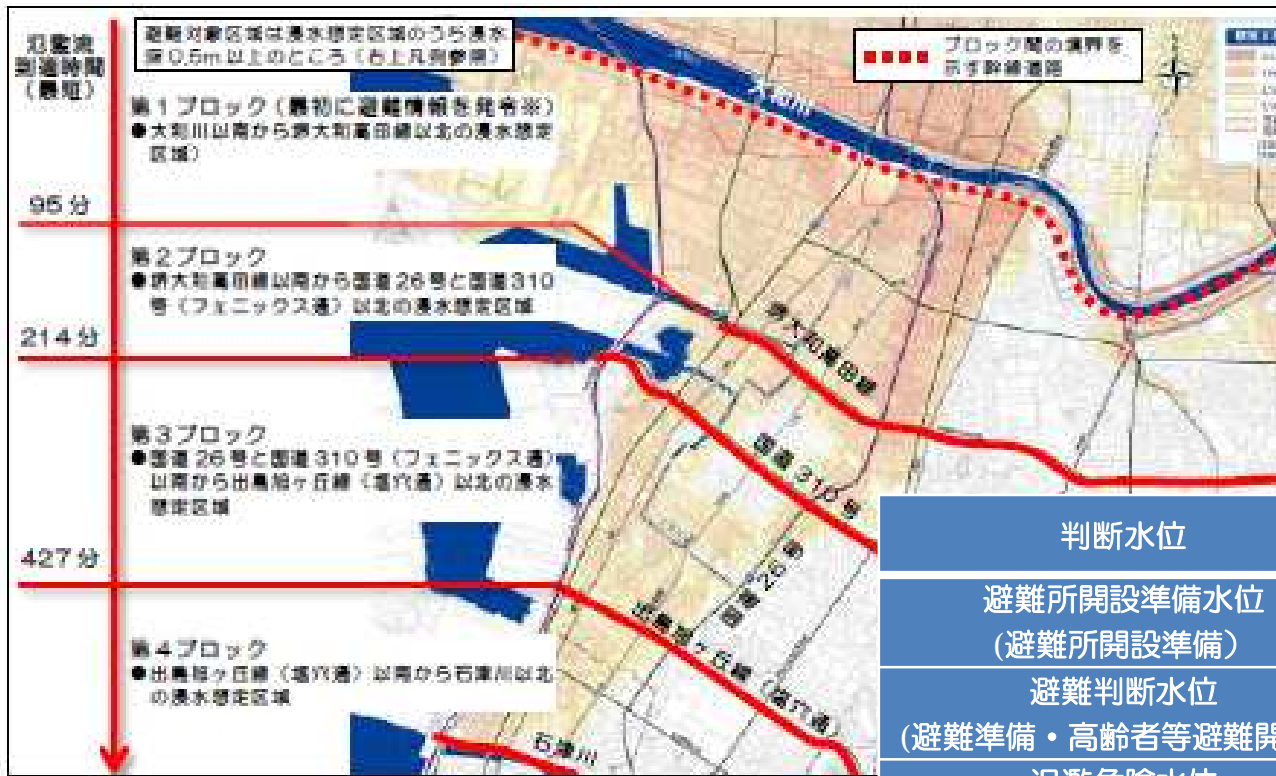 氾濫流
到達時間
(最短)
避難対象区域は浸水想定区域のうち浸水
深0.5m以上のところ(右上凡例参照)
ブロック間の境界を
示す幹線道路
大和川
第1ブロック(最初に避難情報を発令※)
●大和川以南から堺大和高田線以北の浸水想定
区域)
95分
第2ブロック
●堺大和高田線以南から国道26号と国道310
号(フェニックス通)以北の浸水想定区域
214分
堺大和高田線
第3ブロック
●国道26号と国道310号(フェニックス通)
以南から出島旭ヶ丘線(塩穴通)以北の浸水
想定区域
国道310号
国道26号
427分
出島旭ヶ丘線(塩穴通)
第4ブロック
●出島旭ヶ丘線(塩穴通)以南から石津川以北
の浸水想定区域
石津川
判断水位
避難所開設準備水位
(避難所開設準備)
避難判断水位
(避難準備・高齢者等避難開
氾濫危険水位